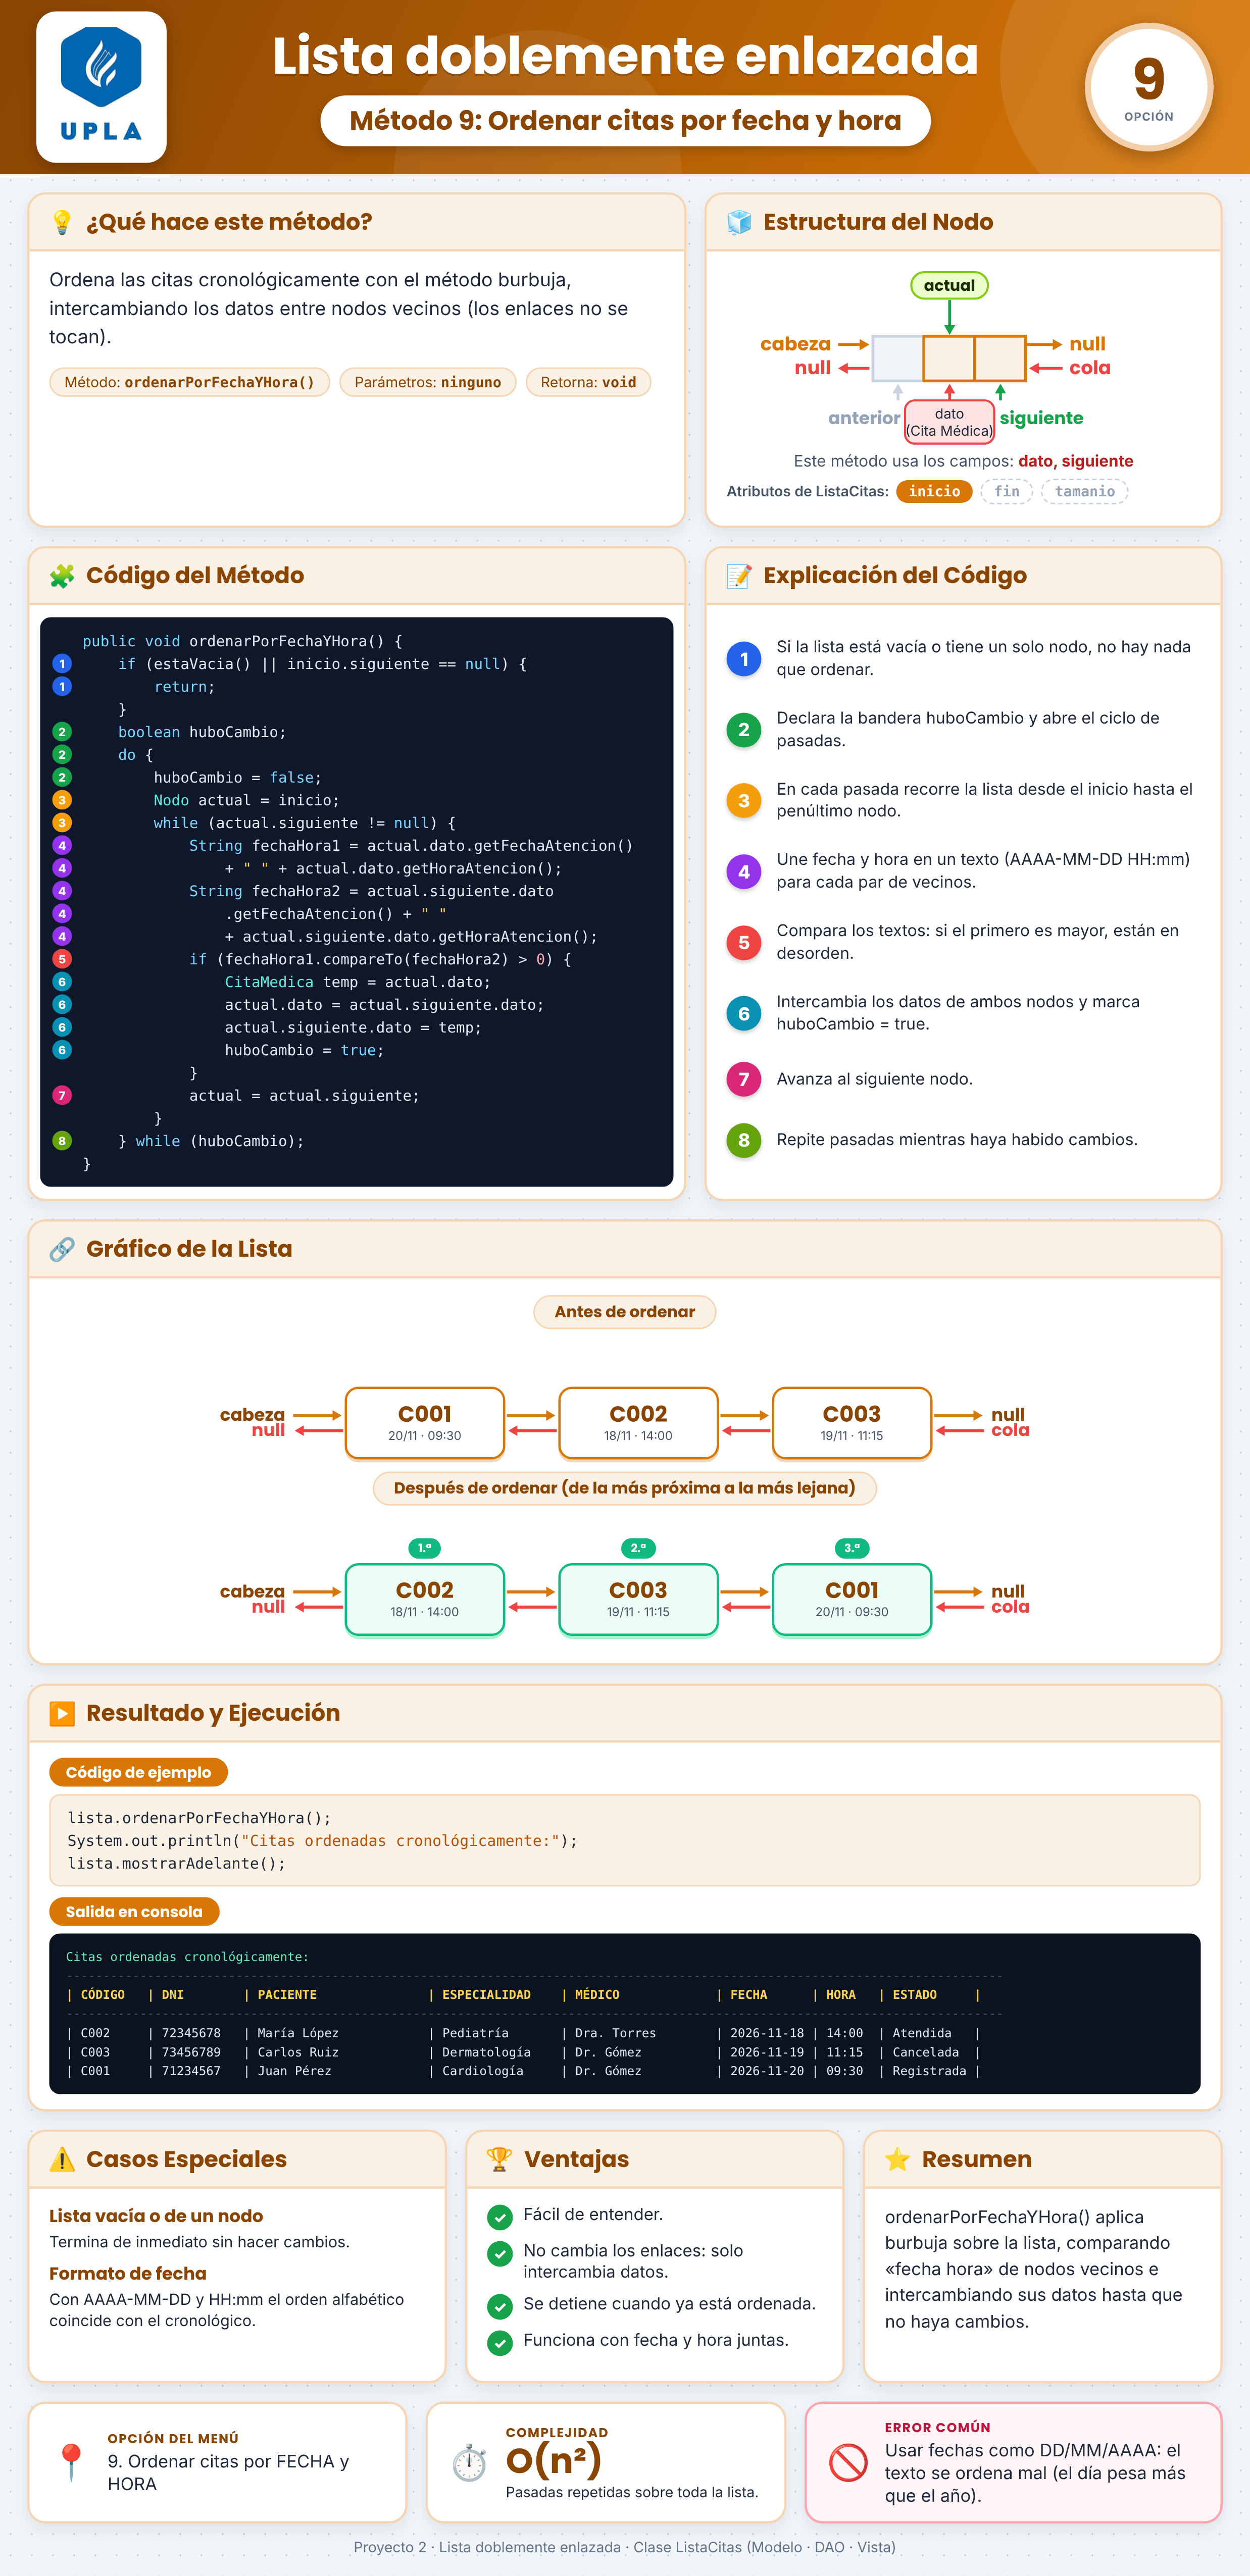 UPLA
Lista doblemente enlazada
Método 9: Ordenar citas por fecha y hora
9
OPCIÓN
¿Qué hace este método?
Ordena las citas cronológicamente con el método burbuja,
intercambiando los datos entre nodos vecinos (los enlaces no se
tocan).
Método: ordenarPorFechaYHora()
Parámetros: ninguno
Retorna: void
Estructura del Nodo
actual
cabeza
null
null
cola
anterior
dato
(Cita Médica)
siguiente
Este método usa los campos: dato, siguiente
Atributos de ListaCitas: inicio fin tamanio
Código del Método
public void ordenarPorFechaYHora() {
1 if (estaVacia() || inicio.siguiente == null) {
1 return;
}
2 boolean huboCambio;
2 do {
2 huboCambio = false;
3 Nodo actual = inicio;
3 while (actual.siguiente != null) {
4 String fechaHora1 = actual.dato.getFechaAtencion()
4 + " " + actual.dato.getHoraAtencion();
4 String fechaHora2 = actual.siguiente.dato
4 .getFechaAtencion() + " "
4 + actual.siguiente.dato.getHoraAtencion();
5 if (fechaHora1.compareTo(fechaHora2) > 0) {
6 CitaMedica temp = actual.dato;
6 actual.dato = actual.siguiente.dato;
6 actual.siguiente.dato = temp;
6 huboCambio = true;
}
7 actual = actual.siguiente;
}
8 } while (huboCambio);
}
Explicación del Código
1 Si la lista está vacía o tiene un solo nodo, no hay nada
que ordenar.
2 Declara la bandera huboCambio y abre el ciclo de
pasadas.
3 En cada pasada recorre la lista desde el inicio hasta el
penúltimo nodo.
4 Une fecha y hora en un texto (AAAA-MM-DD HH:mm)
para cada par de vecinos.
5 Compara los textos: si el primero es mayor, están en
desorden.
6 Intercambia los datos de ambos nodos y marca
huboCambio = true.
7 Avanza al siguiente nodo.
8 Repite pasadas mientras haya habido cambios.
Gráfico de la Lista
Antes de ordenar
cabeza
null
C001
20/11 · 09:30
C002
18/11 · 14:00
C003
19/11 · 11:15
null
cola
Después de ordenar (de la más próxima a la más lejana)
1.ª
2.ª
3.ª
cabeza
null
C002
18/11 · 14:00
C003
19/11 · 11:15
C001
20/11 · 09:30
null
cola
Resultado y Ejecución
Código de ejemplo
lista.ordenarPorFechaYHora();
System.out.println("Citas ordenadas cronológicamente:");
lista.mostrarAdelante();
Salida en consola
Citas ordenadas cronológicamente:
| CÓDIGO | DNI | PACIENTE | ESPECIALIDAD | MÉDICO | FECHA | HORA | ESTADO |
| C002 | 72345678 | María López | Pediatría | Dra. Torres | 2026-11-18 | 14:00 | Atendida |
| C003 | 73456789 | Carlos Ruiz | Dermatología | Dr. Gómez | 2026-11-19 | 11:15 | Cancelada |
| C001 | 71234567 | Juan Pérez | Cardiología | Dr. Gómez | 2026-11-20 | 09:30 | Registrada |
Casos Especiales
Lista vacía o de un nodo
Termina de inmediato sin hacer cambios.
Formato de fecha
Con AAAA-MM-DD y HH:mm el orden alfabético
coincide con el cronológico.
Ventajas
Fácil de entender.
No cambia los enlaces: solo
intercambia datos.
Se detiene cuando ya está ordenada.
Funciona con fecha y hora juntas.
Resumen
ordenarPorFechaYHora() aplica
burbuja sobre la lista, comparando
«fecha hora» de nodos vecinos e
intercambiando sus datos hasta que
no haya cambios.
OPCIÓN DEL MENÚ
9. Ordenar citas por FECHA y
HORA
COMPLEJIDAD
O(n²)
Pasadas repetidas sobre toda la lista.
ERROR COMÚN
Usar fechas como DD/MM/AAAA: el
texto se ordena mal (el día pesa más
que el año).
Proyecto 2 · Lista doblemente enlazada · Clase ListaCitas (Modelo · DAO · Vista)